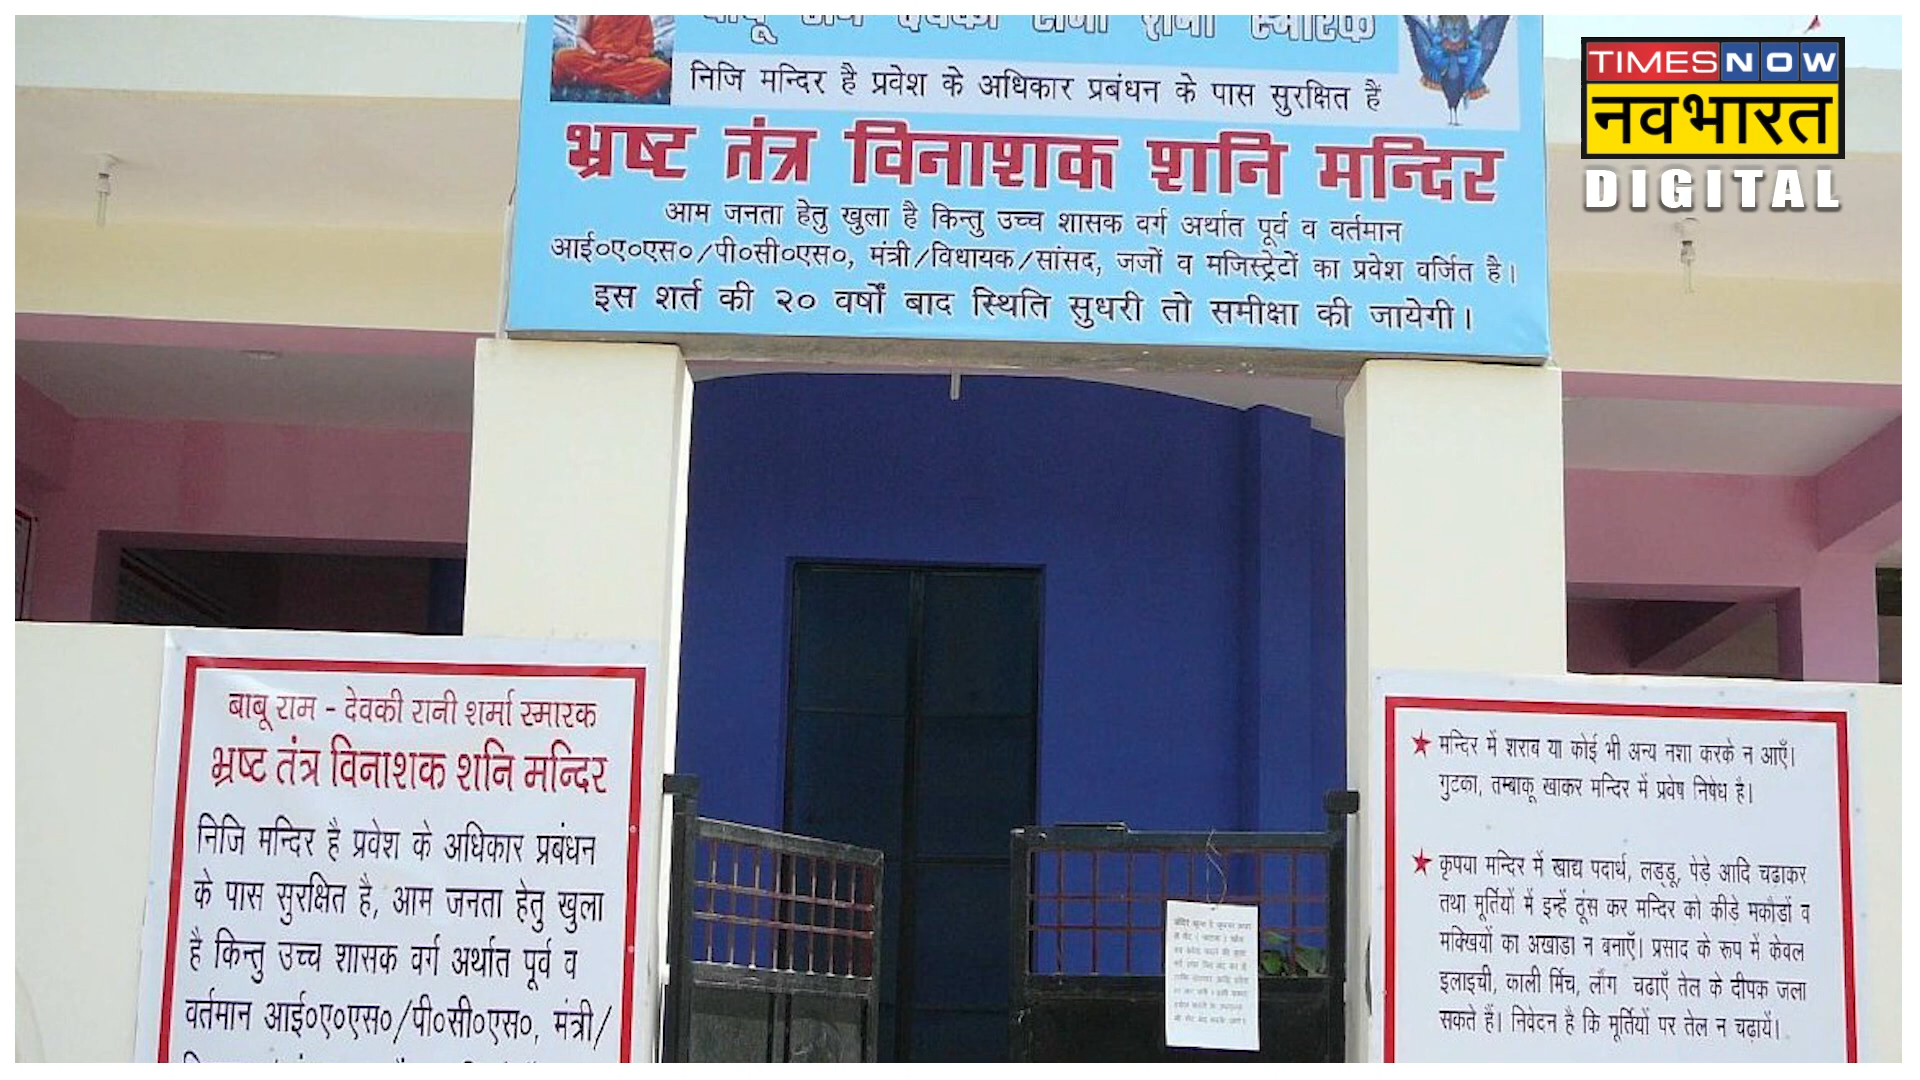 बाबू राम देवकी रानी शर्मा स्मारक
निजि मन्दिर है प्रवेश के अधिकार प्रबंधन के पास सुरक्षित हैं
भ्रष्ट तंत्र विनाशक शनि मन्दिर
आम जनता हेतु खुला है किन्तु उच्च शासक वर्ग अर्थात पूर्व व वर्तमान
आई०ए०एस०/पी०सी०एस०, मंत्री/विधायक/सांसद, जजों व मजिस्ट्रेटों का प्रवेश वर्जित है।
इस शर्त की २० वर्षों बाद स्थिति सुधरी तो समीक्षा की जायेगी।
TIMES NOW
नवभारत
DIGITAL
बाबू राम - देवकी रानी शर्मा स्मारक
भ्रष्ट तंत्र विनाशक शनि मन्दिर
निजि मन्दिर है प्रवेश के अधिकार प्रबंधन
के पास सुरक्षित है, आम जनता हेतु खुला
है किन्तु उच्च शासक वर्ग अर्थात पूर्व व
वर्तमान आई०ए०एस०/पी०सी०एस०, मंत्री/
★ मन्दिर में शराब या कोई भी अन्य नशा करके न आएँ।
गुटका, तम्बाकू खाकर मन्दिर में प्रवेष निषेध है।
★ कृपया मन्दिर में खाद्य पदार्थ, लड्डू, पेड़े आदि चढाकर
तथा मूर्तियों में इन्हें ठूंस कर मन्दिर को कीड़े मकौड़ों व
मक्खियों का अखाडा न बनाएँ। प्रसाद के रूप में केवल
इलाइची, काली र्मिच, लौंग चढाएँ तेल के दीपक जला
सकते हैं। निवेदन है कि मूर्तियों पर तेल न चढ़ायें।